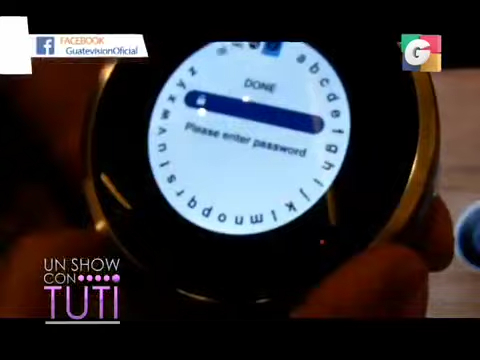 FACEBOOK
GuatevisionOficial
G
DONE
Please enter password
a b c d e f g h i j k l m n o p q r s t u v w x y z
UN SHOW
CON
TUTI